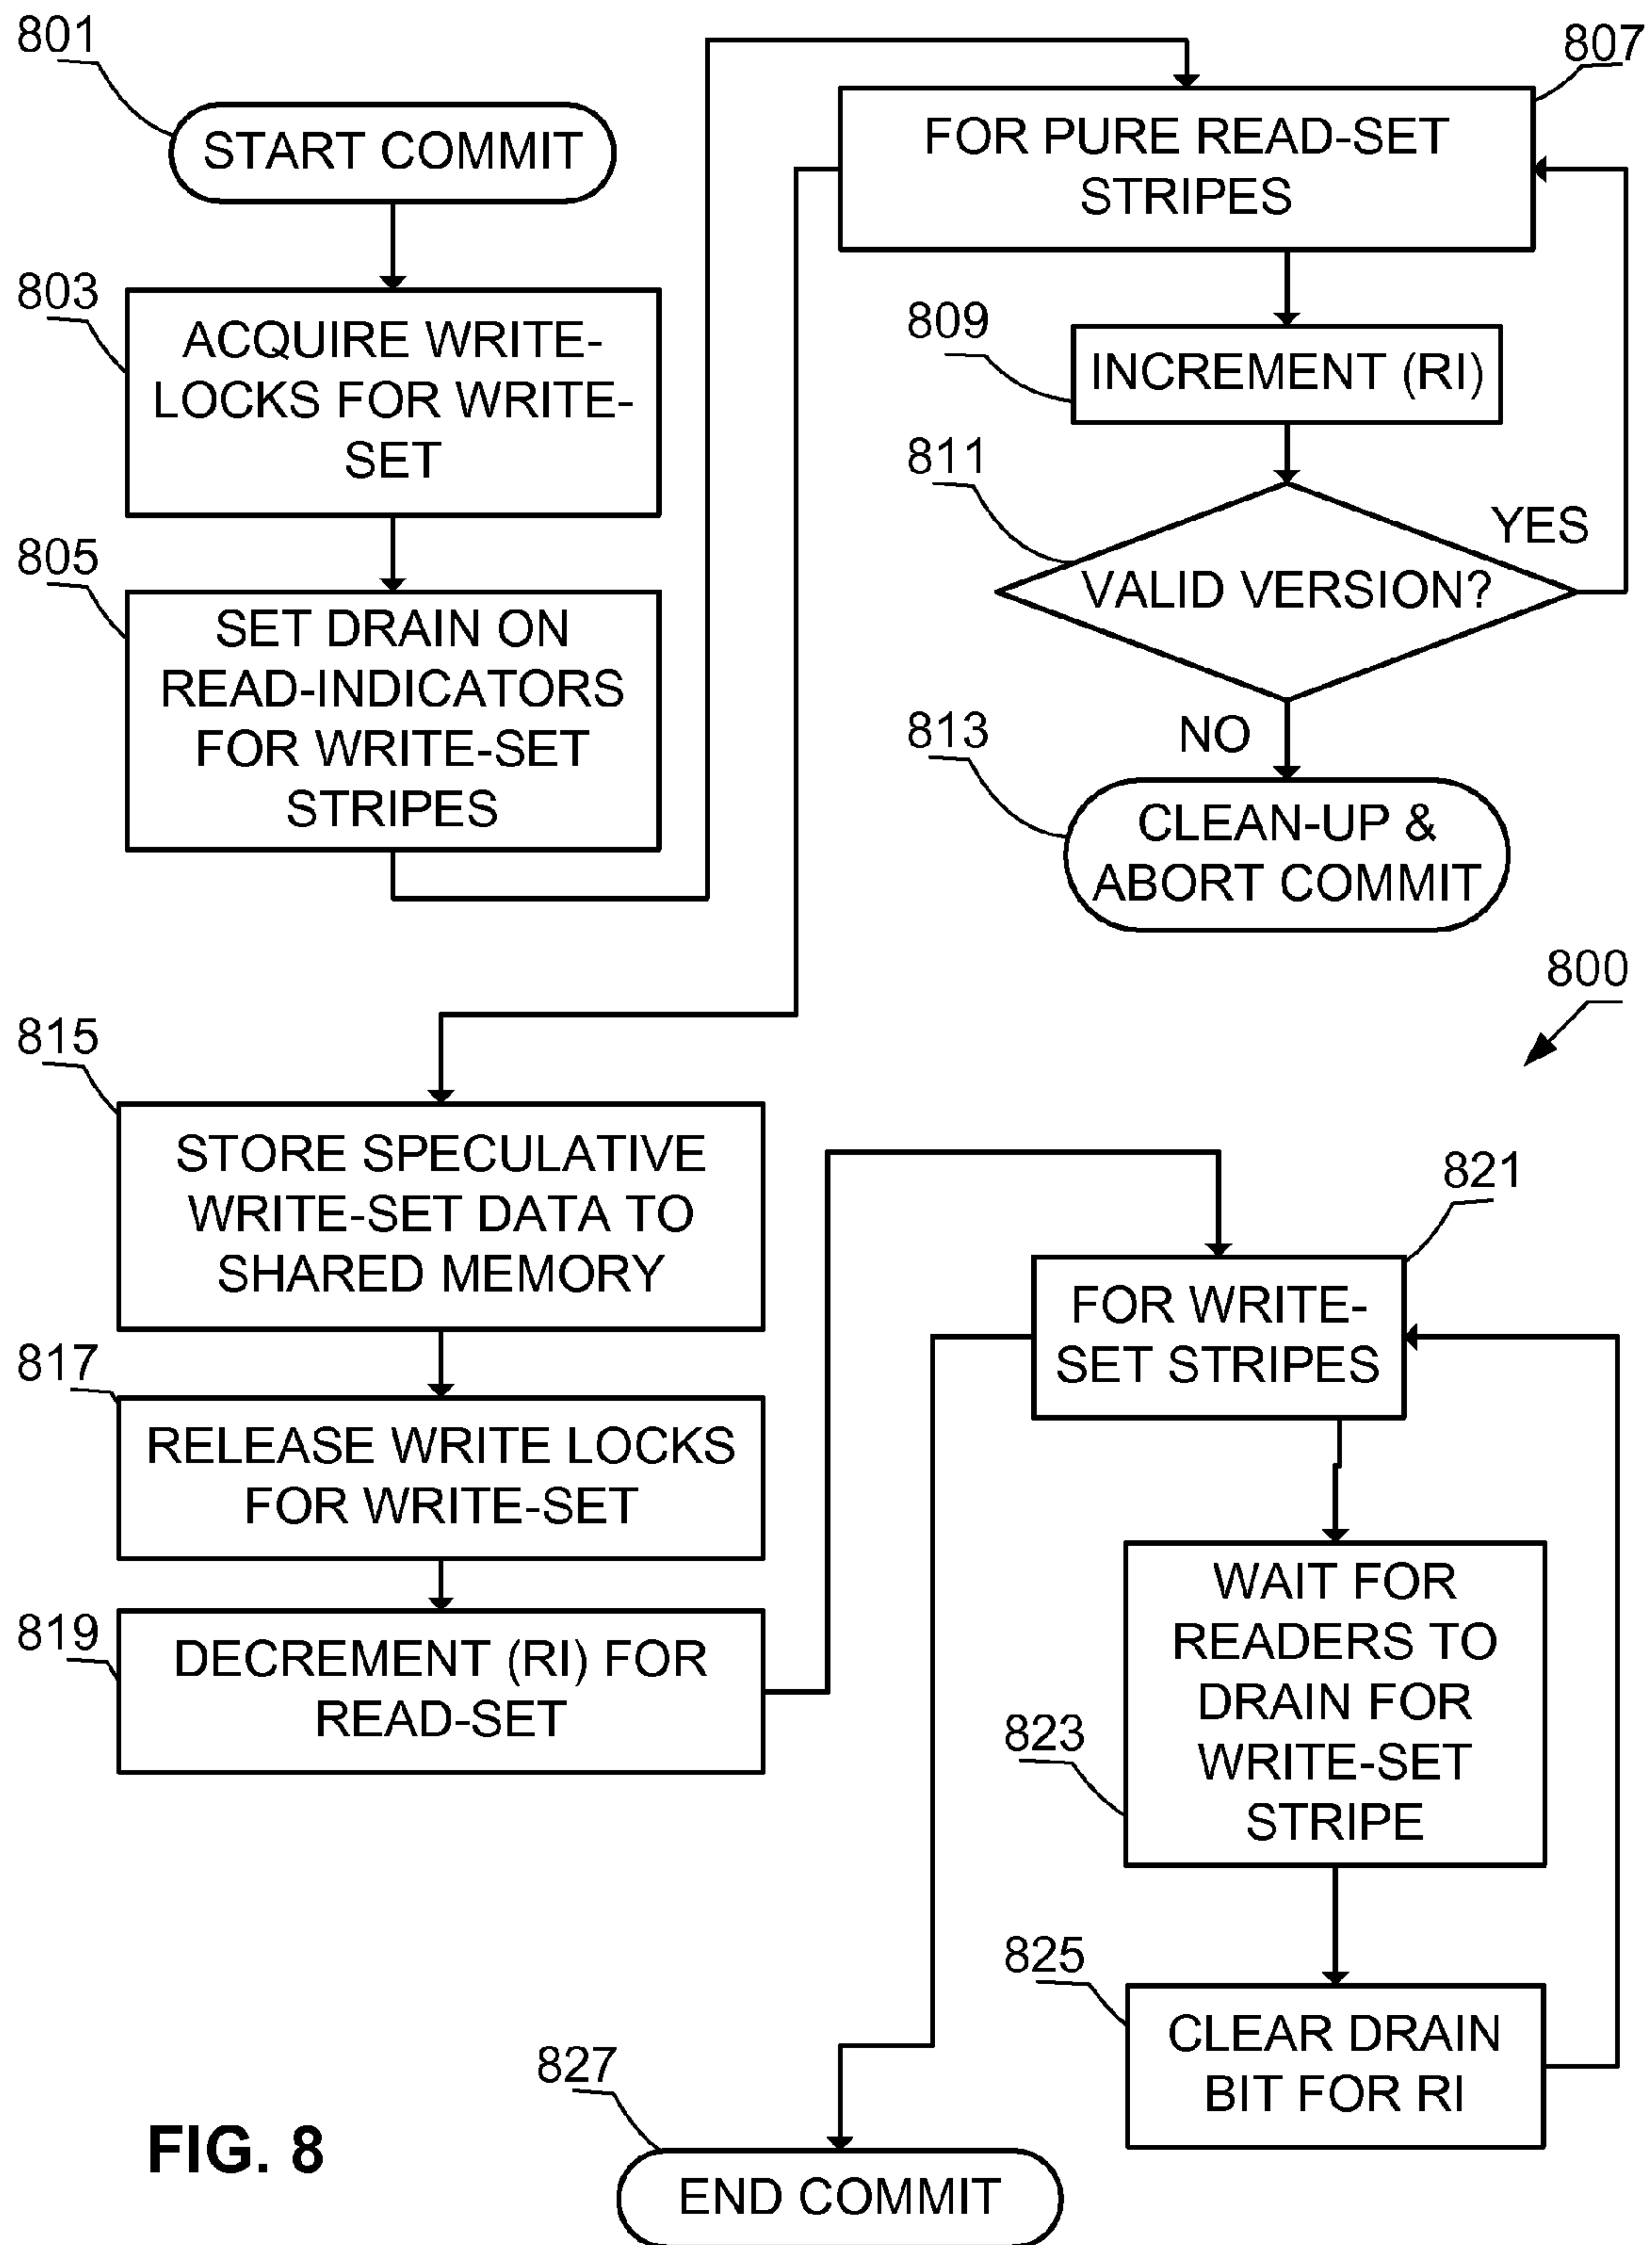 801
START COMMIT
803
ACQUIRE WRITE-
LOCKS FOR WRITE-
SET
805
SET DRAIN ON
READ-INDICATORS
FOR WRITE-SET
STRIPES
807
FOR PURE READ-SET
STRIPES
809
INCREMENT (RI)
811
VALID VERSION?
YES
NO
813
CLEAN-UP &
ABORT COMMIT
800
815
STORE SPECULATIVE
WRITE-SET DATA TO
SHARED MEMORY
817
RELEASE WRITE LOCKS
FOR WRITE-SET
819
DECREMENT (RI) FOR
READ-SET
821
FOR WRITE-
SET STRIPES
823
WAIT FOR
READERS TO
DRAIN FOR
WRITE-SET
STRIPE
825
CLEAR DRAIN
BIT FOR RI
827
END COMMIT
FIG. 8